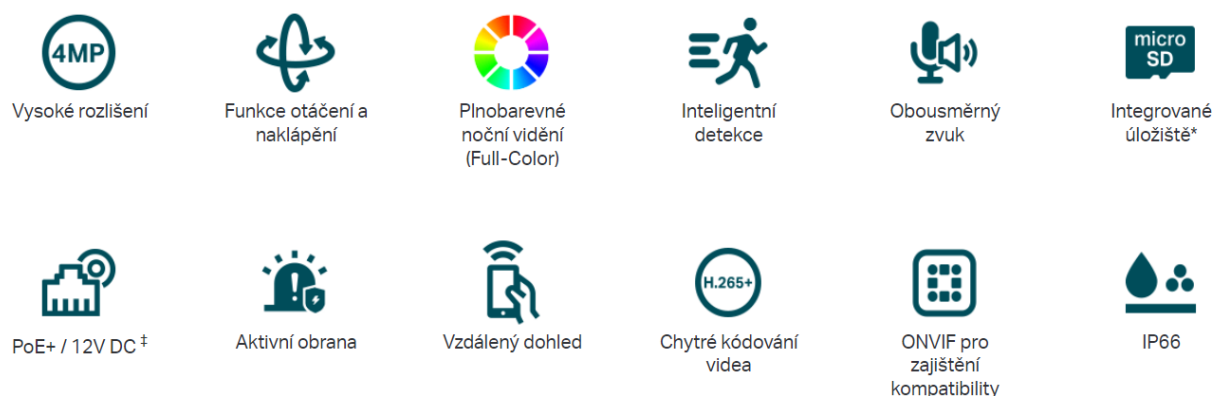 4MP
Vysoké rozlišení
Funkce otáčení a
naklápění
Plnobarevné
noční vidění
(Full-Color)
Inteligentní
detekce
Obousměrný
zvuk
micro
SD
Integrované
úložiště*
PoE+ / 12V DC ‡
Aktivní obrana
Vzdálený dohled
H.265+
Chytré kódování
videa
ONVIF pro
zajištění
kompatibility
IP66